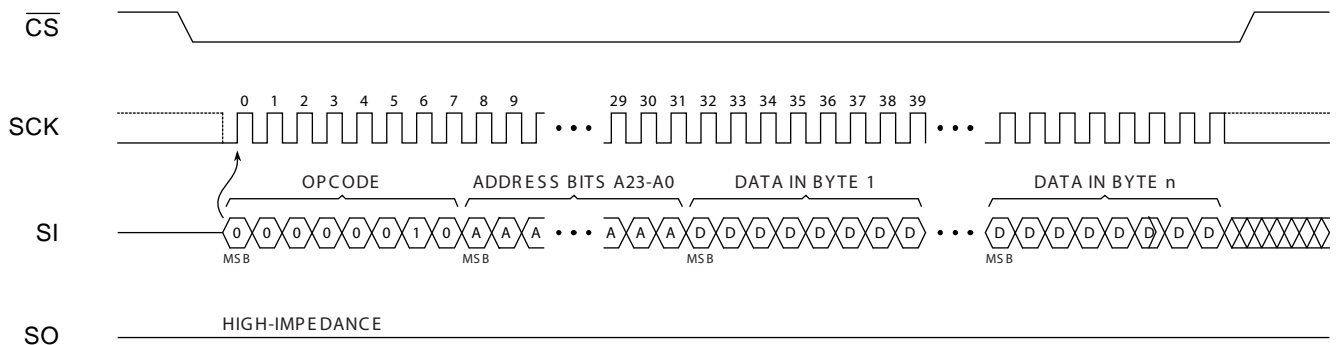 CS
0 1 2 3 4 5 6 7 8 9 29 30 31 32 33 34 35 36 37 38 39
SCK
OPCODE ADDRESS BITS A23-A0 DATA IN BYTE 1 DATA IN BYTE n
SI 0 0 0 0 0 0 1 0 A A A A A A D D D D D D D D D D D D D D D D
MSB MSB MSB MSB
HIGH-IMPEDANCE
SO